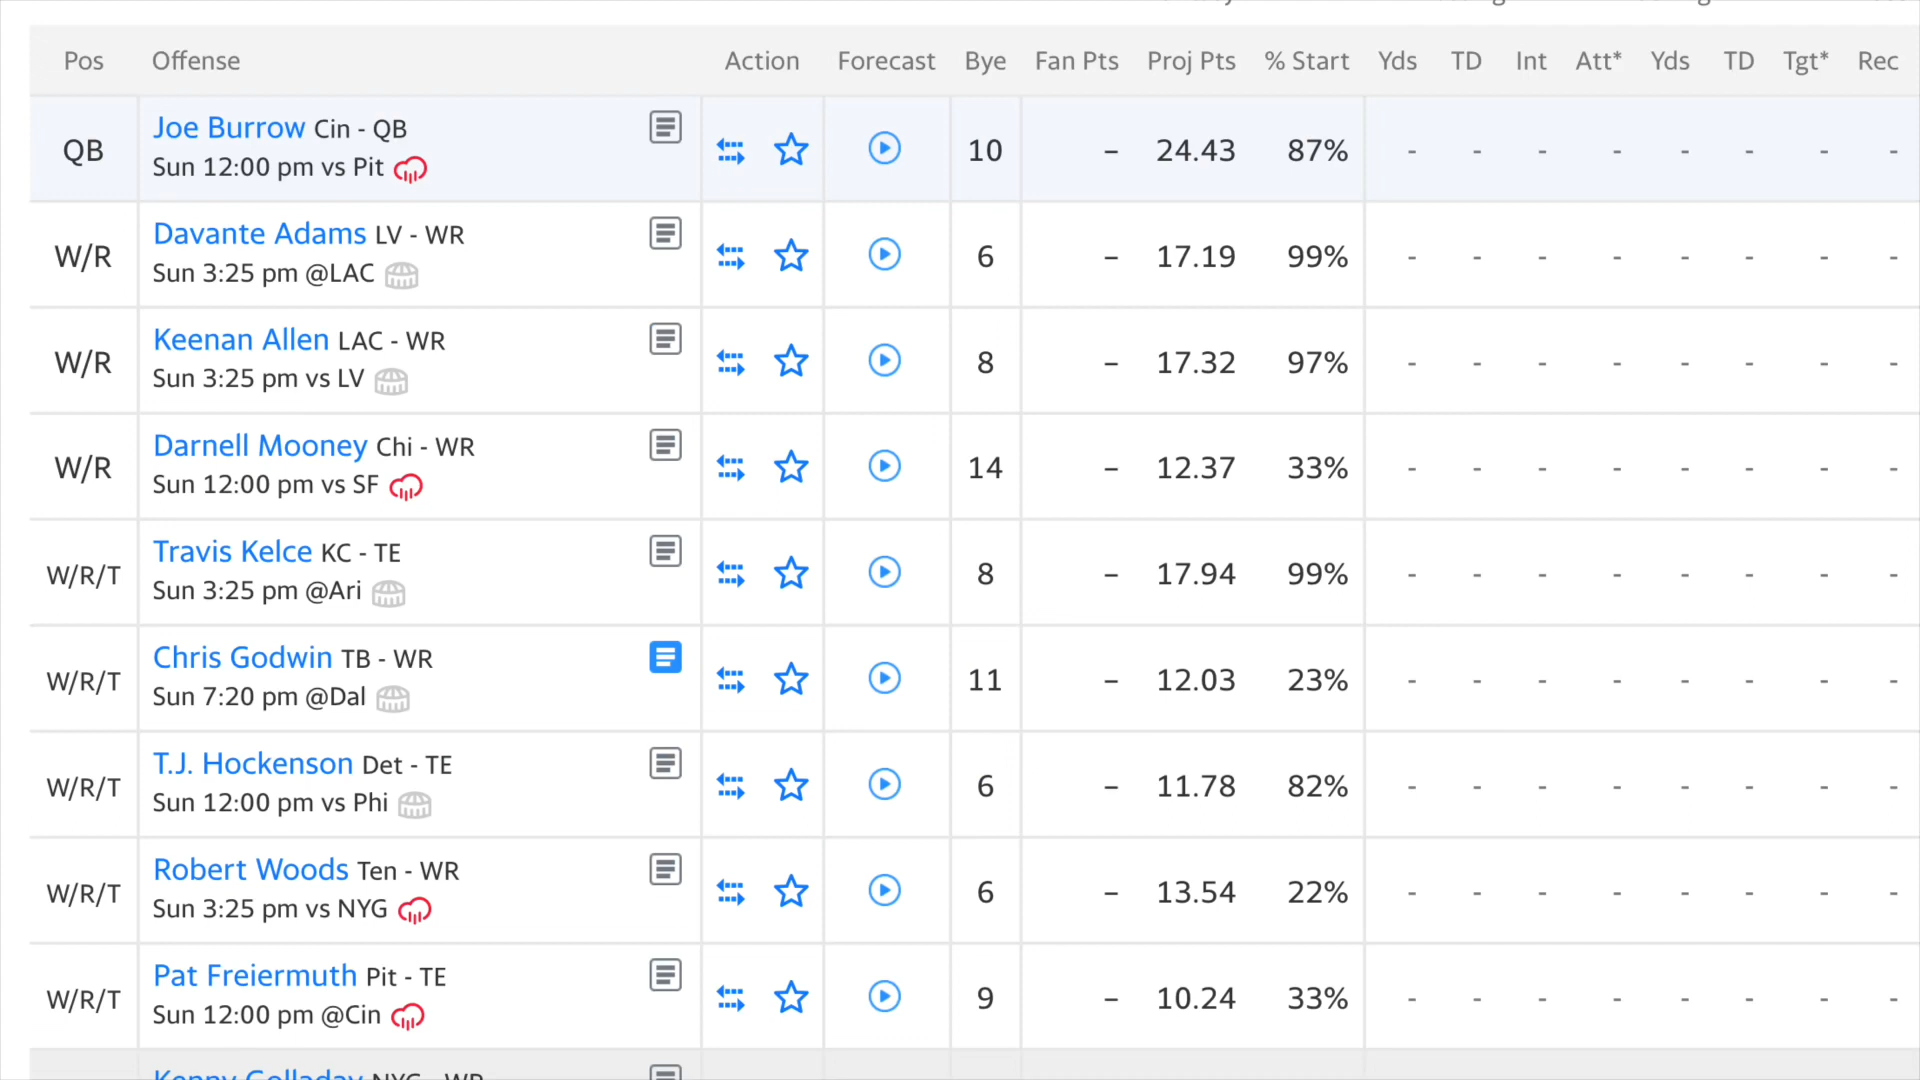 Pos Offense Action Forecast Bye Fan Pts Proj Pts % Start Yds TD Int Att* Yds TD Tgt* Rec
QB Joe Burrow Cin - QB 10 – 24.43 87% - - - - - - - -
Sun 12:00 pm vs Pit
W/R Davante Adams LV - WR 6 – 17.19 99% - - - - - - - -
Sun 3:25 pm @LAC
W/R Keenan Allen LAC - WR 8 – 17.32 97% - - - - - - - -
Sun 3:25 pm vs LV
W/R Darnell Mooney Chi - WR 14 – 12.37 33% - - - - - - - -
Sun 12:00 pm vs SF
W/R/T Travis Kelce KC - TE 8 – 17.94 99% - - - - - - - -
Sun 3:25 pm @Ari
W/R/T Chris Godwin TB - WR 11 – 12.03 23% - - - - - - - -
Sun 7:20 pm @Dal
W/R/T T.J. Hockenson Det - TE 6 – 11.78 82% - - - - - - - -
Sun 12:00 pm vs Phi
W/R/T Robert Woods Ten - WR 6 – 13.54 22% - - - - - - - -
Sun 3:25 pm vs NYG
W/R/T Pat Freiermuth Pit - TE 9 – 10.24 33% - - - - - - - -
Sun 12:00 pm @Cin
Kenny Golladay NYG - WR